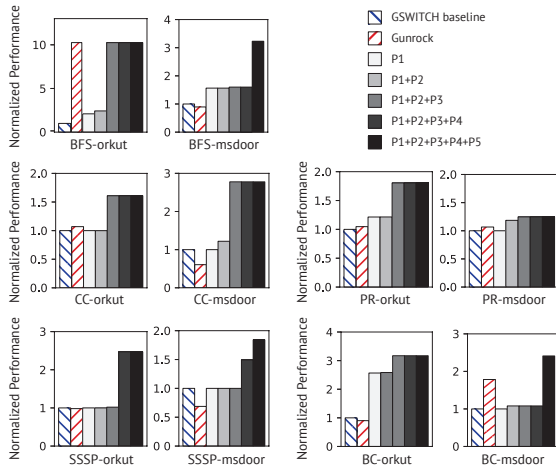 Normalized Performance
10
5
0
BFS-orkut
4
3
2
1
0
BFS-msdoor
GSWITCH baseline
Gunrock
P1
P1+P2
P1+P2+P3
P1+P2+P3+P4
P1+P2+P3+P4+P5
Normalized Performance
2.0
1.5
1.0
0.5
0.0
CC-orkut
3
2
1
0
CC-msdoor
Normalized Performance
2.0
1.5
1.0
0.5
0.0
PR-orkut
2.0
1.5
1.0
0.5
0.0
PR-msdoor
Normalized Performance
3
2
1
0
SSSP-orkut
2.0
1.5
1.0
0.5
0.0
SSSP-msdoor
Normalized Performance
4
3
2
1
0
BC-orkut
3
2
1
0
BC-msdoor